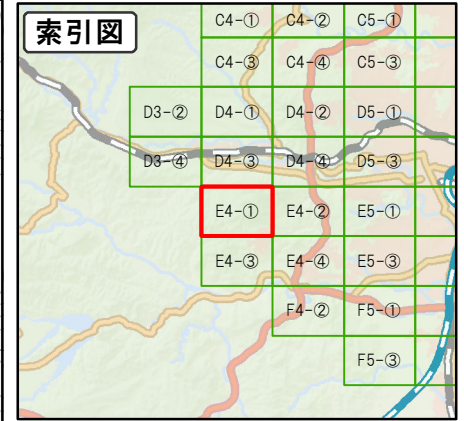 索引図
C4-① C4-② C5-①
C4-③ C4-④ C5-③
D3-② D4-① D4-② D5-①
D3-④ D4-③ D4-④ D5-③
E4-① E4-② E5-①
E4-③ E4-④ E5-③
F4-② F5-①
F5-③